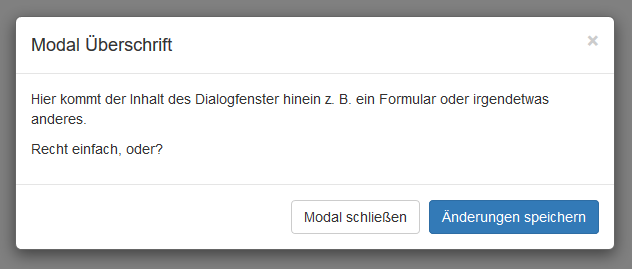 Modal Überschrift
×
Hier kommt der Inhalt des Dialogfenster hinein z. B. ein Formular oder irgendetwas
anderes.
Recht einfach, oder?
Modal schließen
Änderungen speichern